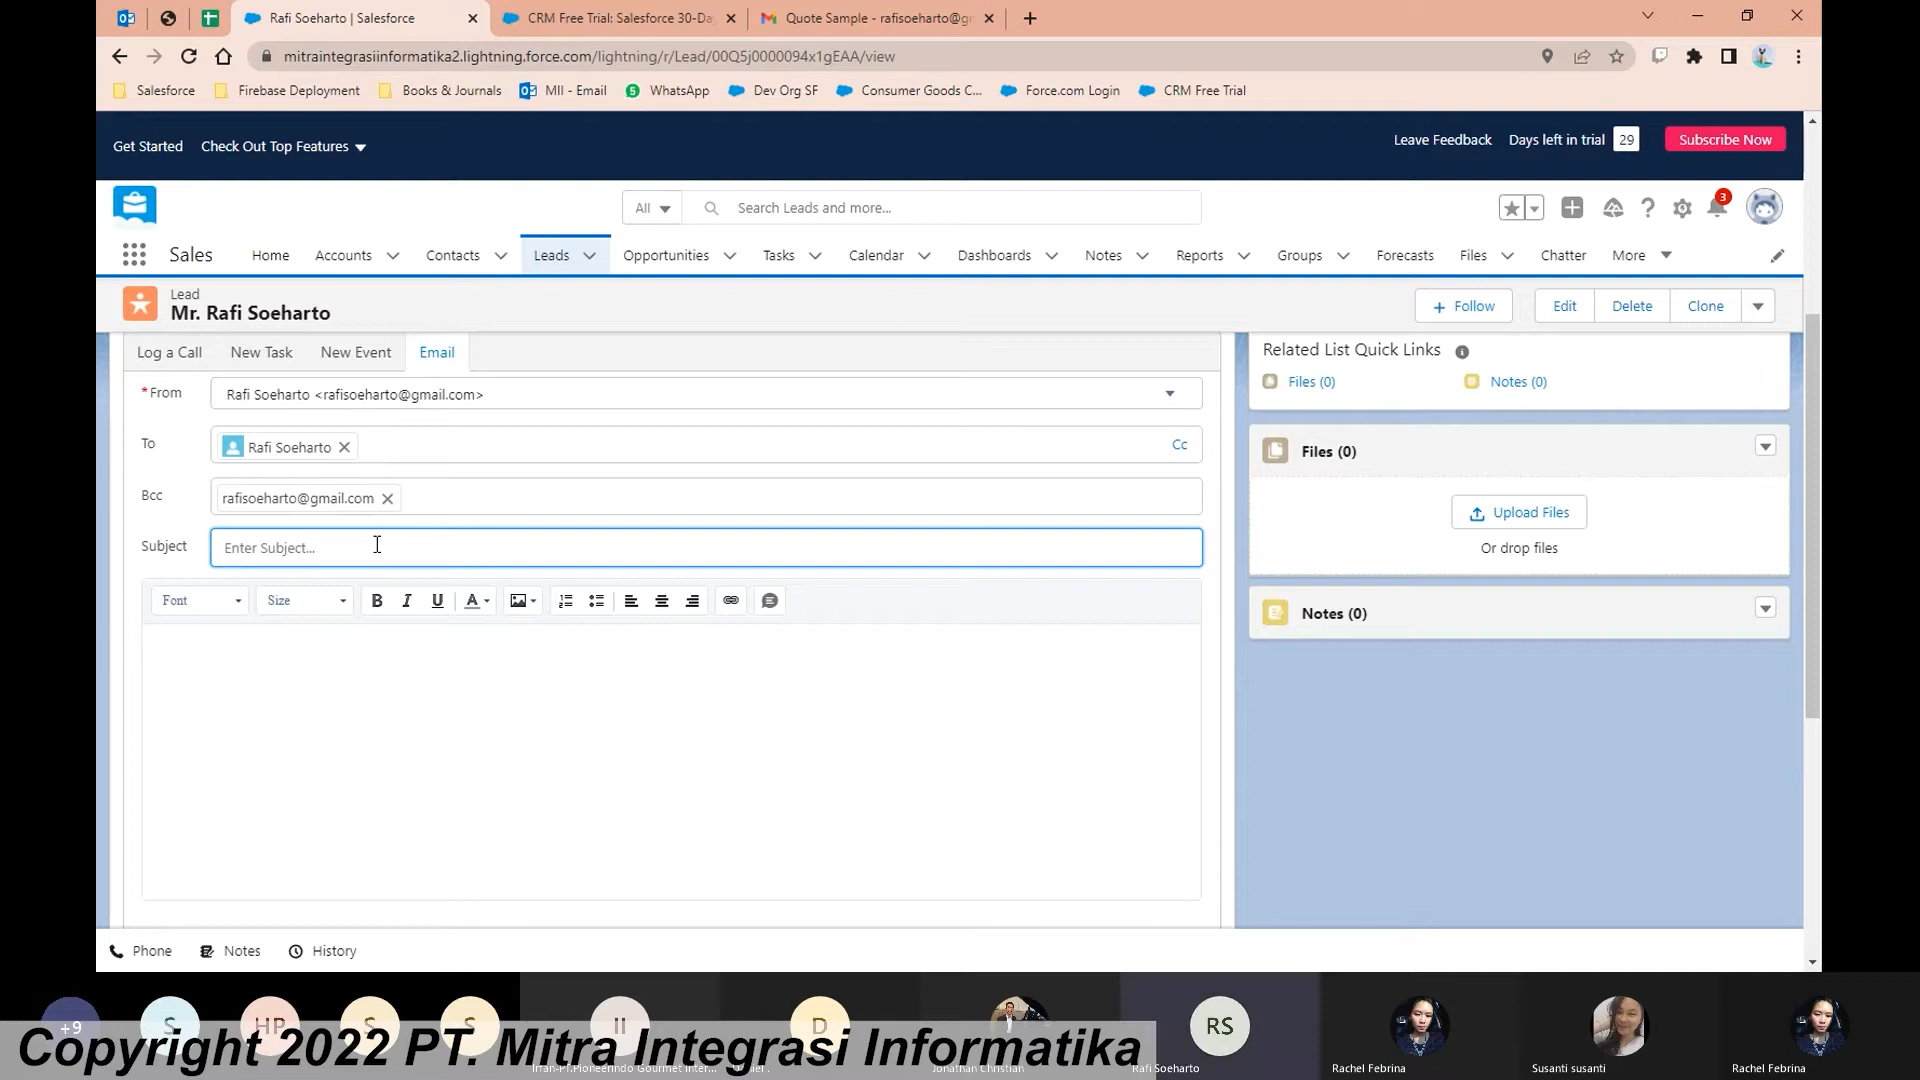 Rafi Soeharto | Salesforce
CRM Free Trial: Salesforce 30-Da
Quote Sample - rafisoeharto@gm
mitraintegrasiinformatika2.lightning.force.com/lightning/r/Lead/00Q5j0000094x1gEAA/view
Salesforce
Firebase Deployment
Books & Journals
MII - Email
WhatsApp
Dev Org SF
Consumer Goods C...
Force.com Login
CRM Free Trial
Get Started
Check Out Top Features
Leave Feedback
Days left in trial 29
Subscribe Now
All
Search Leads and more...
3
Sales
Home
Accounts
Contacts
Leads
Opportunities
Tasks
Calendar
Dashboards
Notes
Reports
Groups
Forecasts
Files
Chatter
More
Lead
Mr. Rafi Soeharto
+ Follow
Edit
Delete
Clone
Log a Call
New Task
New Event
Email
Related List Quick Links
Files (0)
Notes (0)
* From
Rafi Soeharto <rafisoeharto@gmail.com>
To
Rafi Soeharto
Cc
Bcc
rafisoeharto@gmail.com
Subject
Enter Subject...
Font
Size
B I U A
Files (0)
Upload Files
Or drop files
Notes (0)
Phone
Notes
History
+9
S
HP
S
S
II
D
RS
Copyright 2022 PT. Mitra Integrasi Informatika
Jonathan Christian
Rafi Soeharto
Rachel Febrina
Susanti susanti
Rachel Febrina